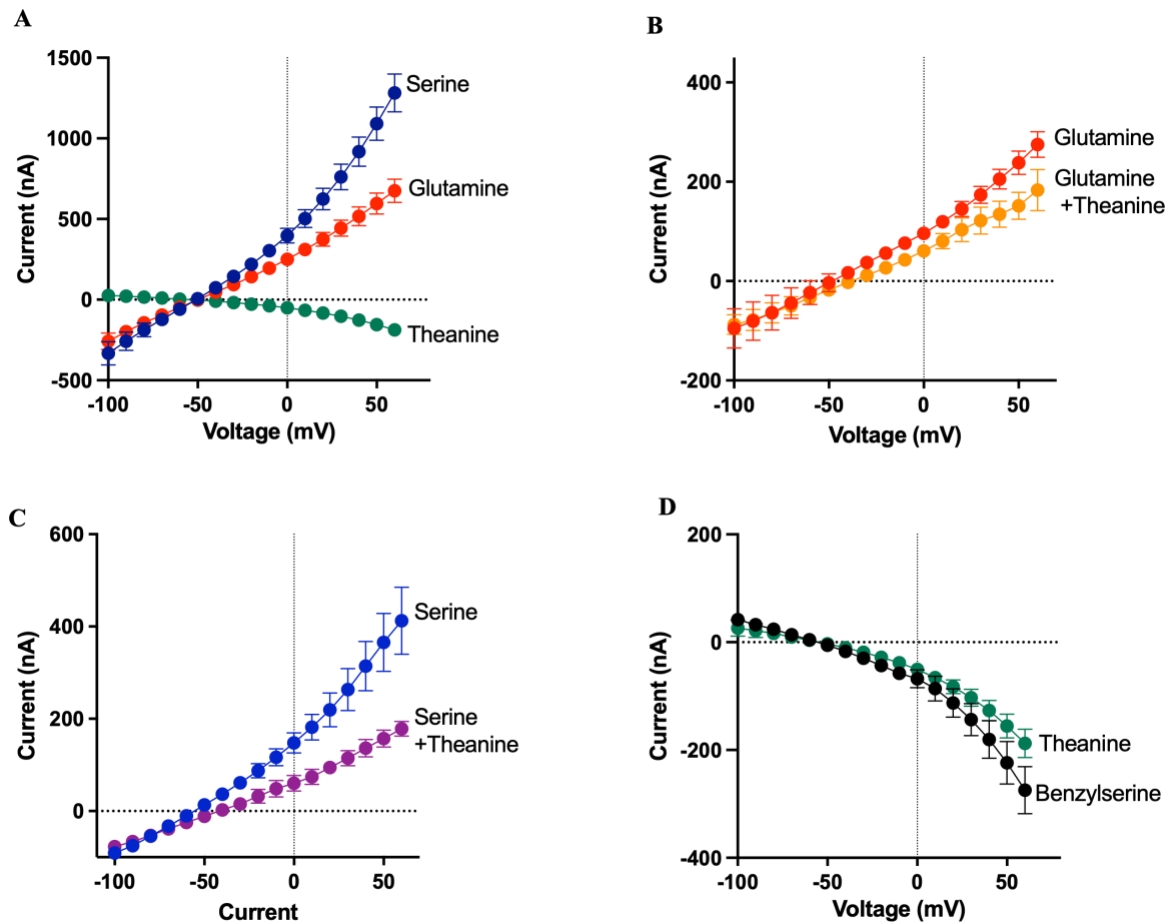 A
Current (nA)
1500
1000
500
0
-500
-100
-50
0
50
Voltage (mV)
Serine
Glutamine
Theanine
B
Current (nA)
400
200
0
-200
-100
-50
0
50
Voltage (mV)
Glutamine
Glutamine
+Theanine
C
Current (nA)
600
400
200
0
-100
-50
0
50
Current
Serine
Serine
+Theanine
D
Current (nA)
200
0
-200
-400
-100
-50
0
50
Voltage (mV)
Theanine
Benzylserine